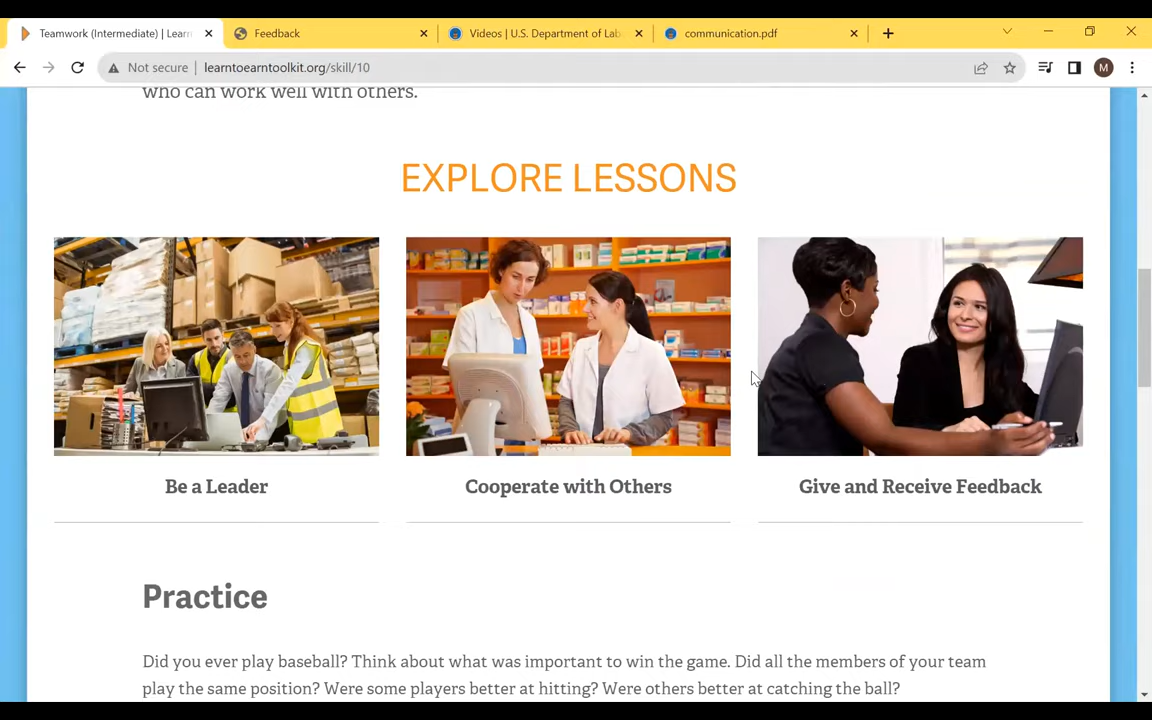 Teamwork (Intermediate) | Learn
Feedback
Videos | U.S. Department of Lab
communication.pdf
Not secure
learntoearntoolkit.org/skill/10
M
who can work well with others.
EXPLORE LESSONS
Be a Leader
Cooperate with Others
Give and Receive Feedback
Practice
Did you ever play baseball? Think about what was important to win the game. Did all the members of your team
play the same position? Were some players better at hitting? Were others better at catching the ball?